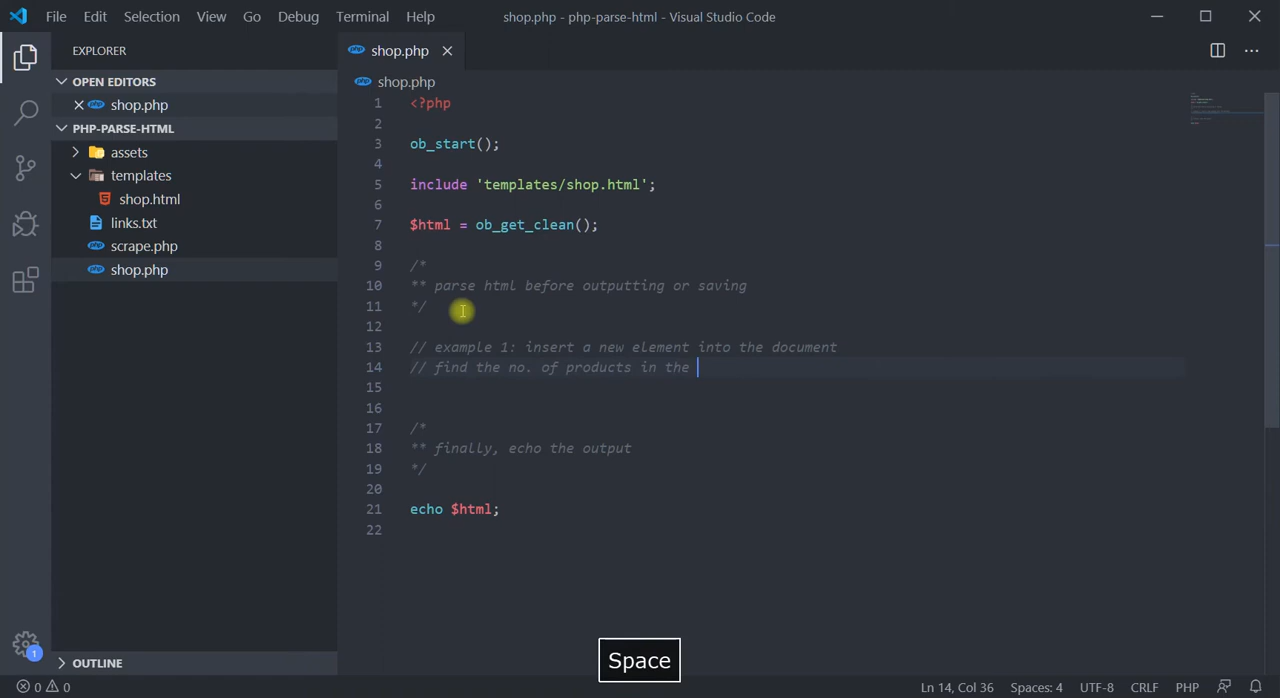 File Edit Selection View Go Debug Terminal Help
shop.php - php-parse-html - Visual Studio Code
EXPLORER
OPEN EDITORS
shop.php
PHP-PARSE-HTML
assets
templates
shop.html
links.txt
scrape.php
shop.php
OUTLINE
shop.php
shop.php
1 <?php
2
3 ob_start();
4
5 include 'templates/shop.html';
6
7 $html = ob_get_clean();
8
9 /*
10 ** parse html before outputting or saving
11 */
12
13 // example 1: insert a new element into the document
14 // find the no. of products in the
15
16
17 /*
18 ** finally, echo the output
19 */
20
21 echo $html;
22
Space
1
0 0
Ln 14, Col 36 Spaces: 4 UTF-8 CRLF PHP